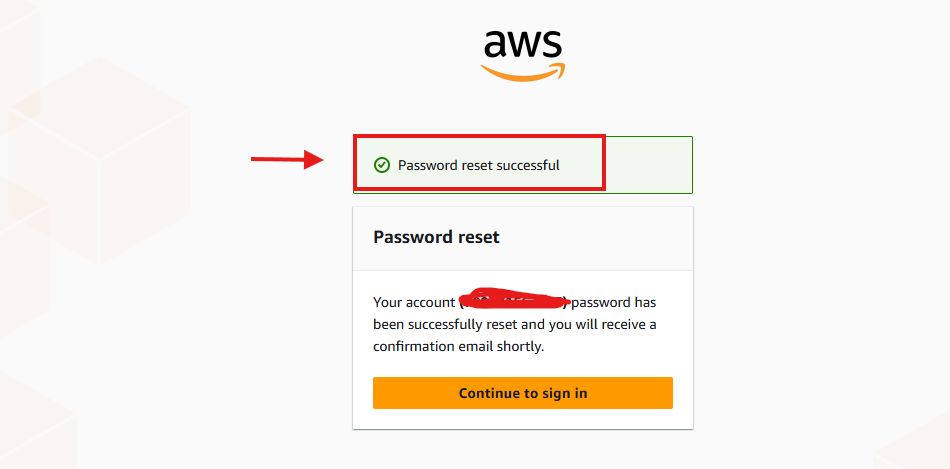 aws
Password reset successful
Password reset
Your account ( ) password has
been successfully reset and you will receive a
confirmation email shortly.
Continue to sign in